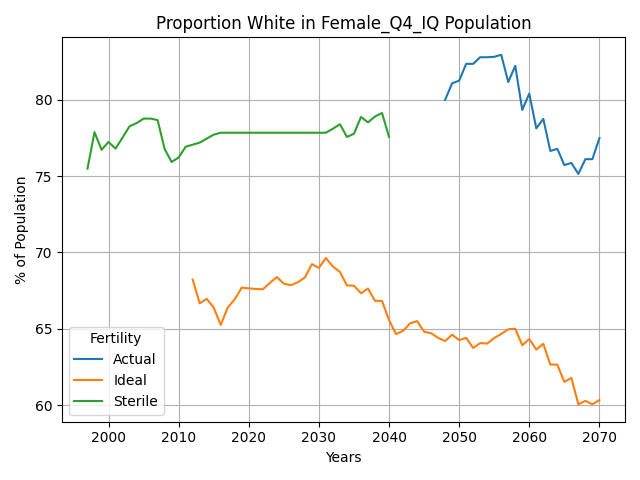 Proportion White in Female_Q4_IQ Population
% of Population
80
75
70
65
60
Fertility
Actual
Ideal
Sterile
2000
2010
2020
2030
2040
2050
2060
2070
Years